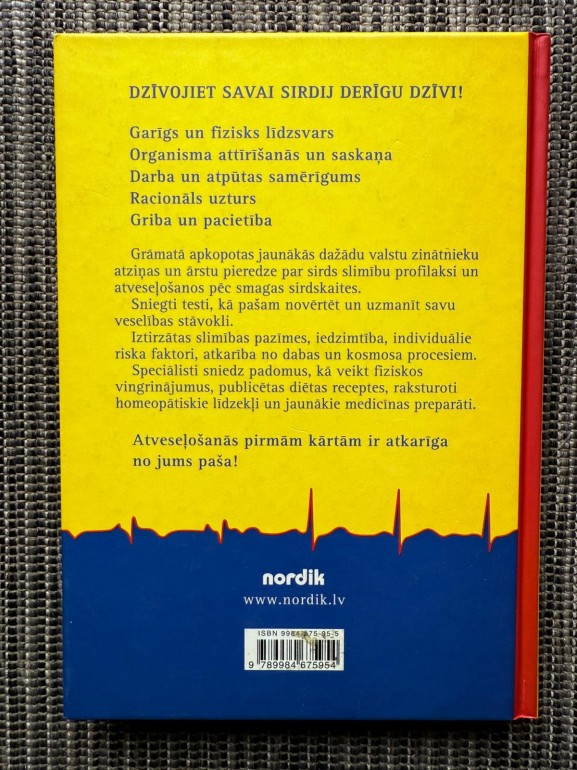 DZĪVOJIET SAVAI SIRDIJ DERĪGU DZĪVI!
Garīgs un fizisks līdzsvars
Organisma attīrīšanās un saskaņa
Darba un atpūtas samērīgums
Racionāls uzturs
Griba un pacietība
Grāmatā apkopotas jaunākās dažādu valstu zinātnieku
atziņas un ārstu pieredze par sirds slimību profilaksi un
atveseļošanos pēc smagas sirdskaites.
Sniegti testi, kā pašam novērtēt un uzmanīt savu
veselības stāvokli.
Iztirzātas slimības pazīmes, iedzimtība, individuālie
riska faktori, atkarība no dabas un kosmosa procesiem.
Speciālisti sniedz padomus, kā veikt fiziskos
vingrinājumus, publicētas diētas receptes, raksturoti
homeopātiskie līdzekļi un jaunākie medicīnas preparāti.
Atveseļošanās pirmām kārtām ir atkarīga
no jums paša!
nordik
www.nordik.lv
ISBN 9984-675-95-5
9 789984 675954